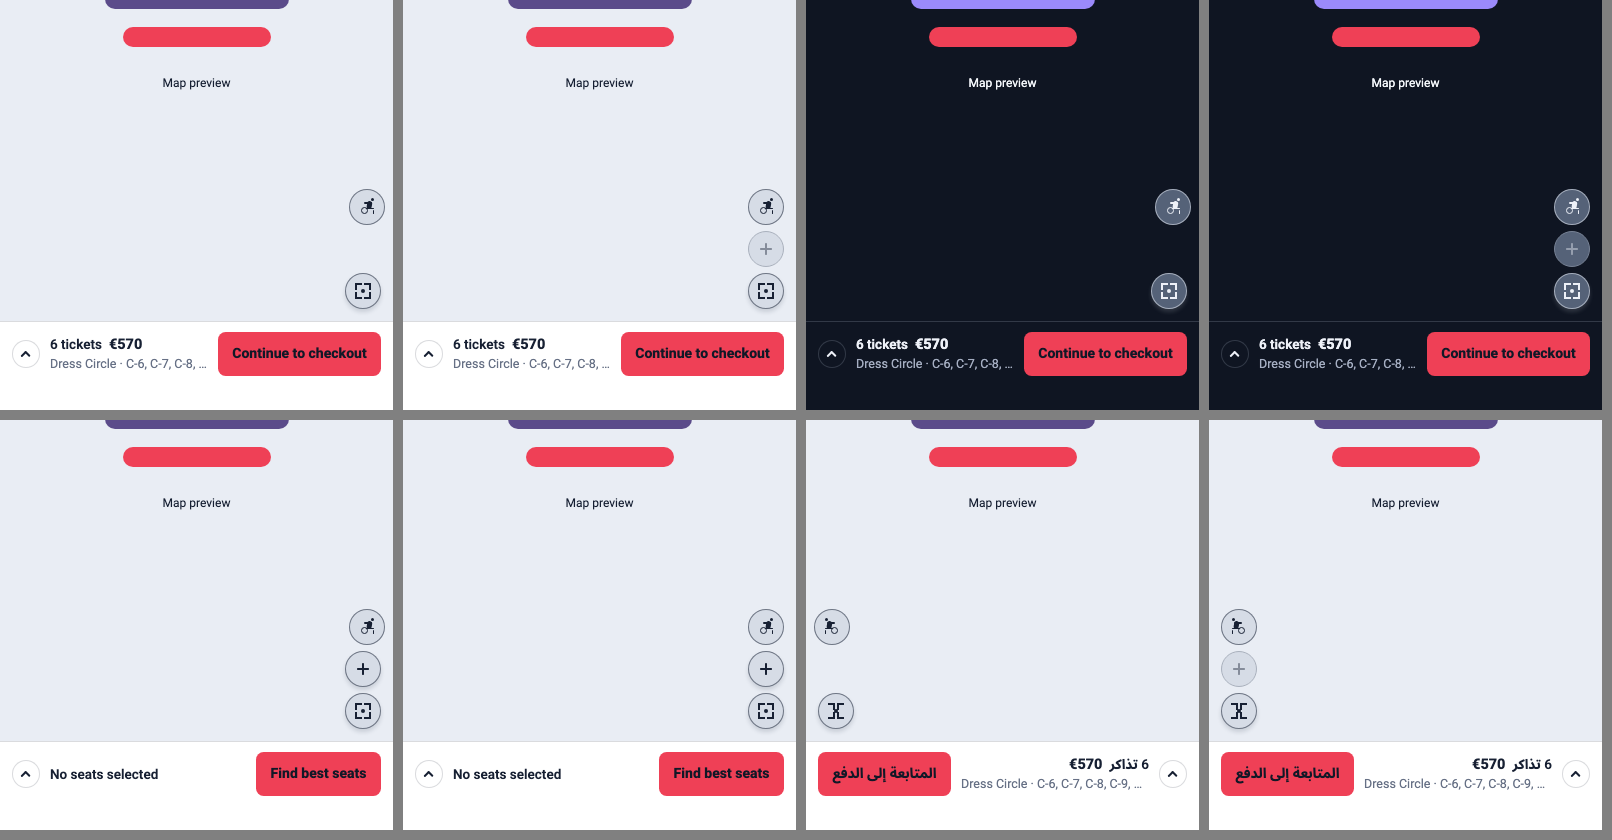 Map preview
6 tickets €570
Dress Circle · C-6, C-7, C-8, ...
Continue to checkout
Map preview
6 tickets €570
Dress Circle · C-6, C-7, C-8, ...
Continue to checkout
Map preview
6 tickets €570
Dress Circle · C-6, C-7, C-8, ...
Continue to checkout
Map preview
6 tickets €570
Dress Circle · C-6, C-7, C-8, ...
Continue to checkout
Map preview
No seats selected
Find best seats
Map preview
No seats selected
Find best seats
Map preview
6 تذاكر €570
Dress Circle · C-6, C-7, C-8, C-9, ...
المتابعة إلى الدفع
Map preview
6 تذاكر €570
Dress Circle · C-6, C-7, C-8, C-9, ...
المتابعة إلى الدفع